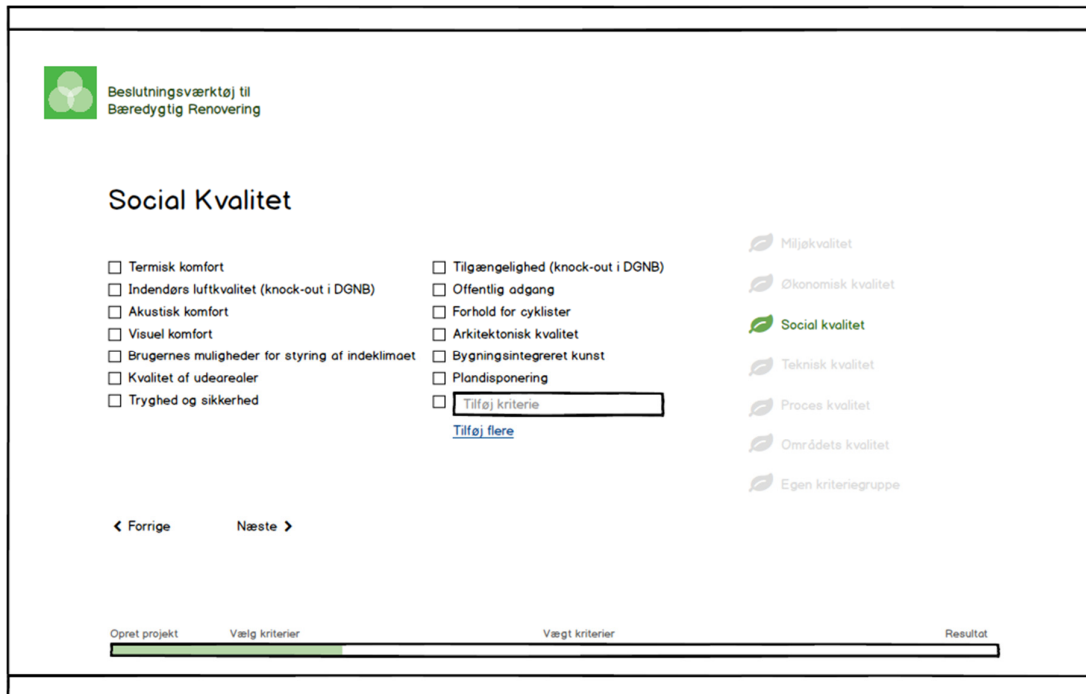 Beslutningsværktøj til
Bæredygtig Renovering
Social Kvalitet
Termisk komfort
Indendørs luftkvalitet (knock-out i DGNB)
Akustisk komfort
Visuel komfort
Brugernes muligheder for styring af indeklimaet
Kvalitet af udearealer
Tryghed og sikkerhed
Tilgængelighed (knock-out i DGNB)
Offentlig adgang
Forhold for cyklister
Arkitektonisk kvalitet
Bygningsintegreret kunst
Plandisponering
Tilføj kriterie
Tilføj flere
Miljøkvalitet
Økonomisk kvalitet
Social kvalitet
Teknisk kvalitet
Proces kvalitet
Områdets kvalitet
Egen kriteriegruppe
Forrige
Næste
Opret projekt
Vælg kriterier
Vægt kriterier
Resultat